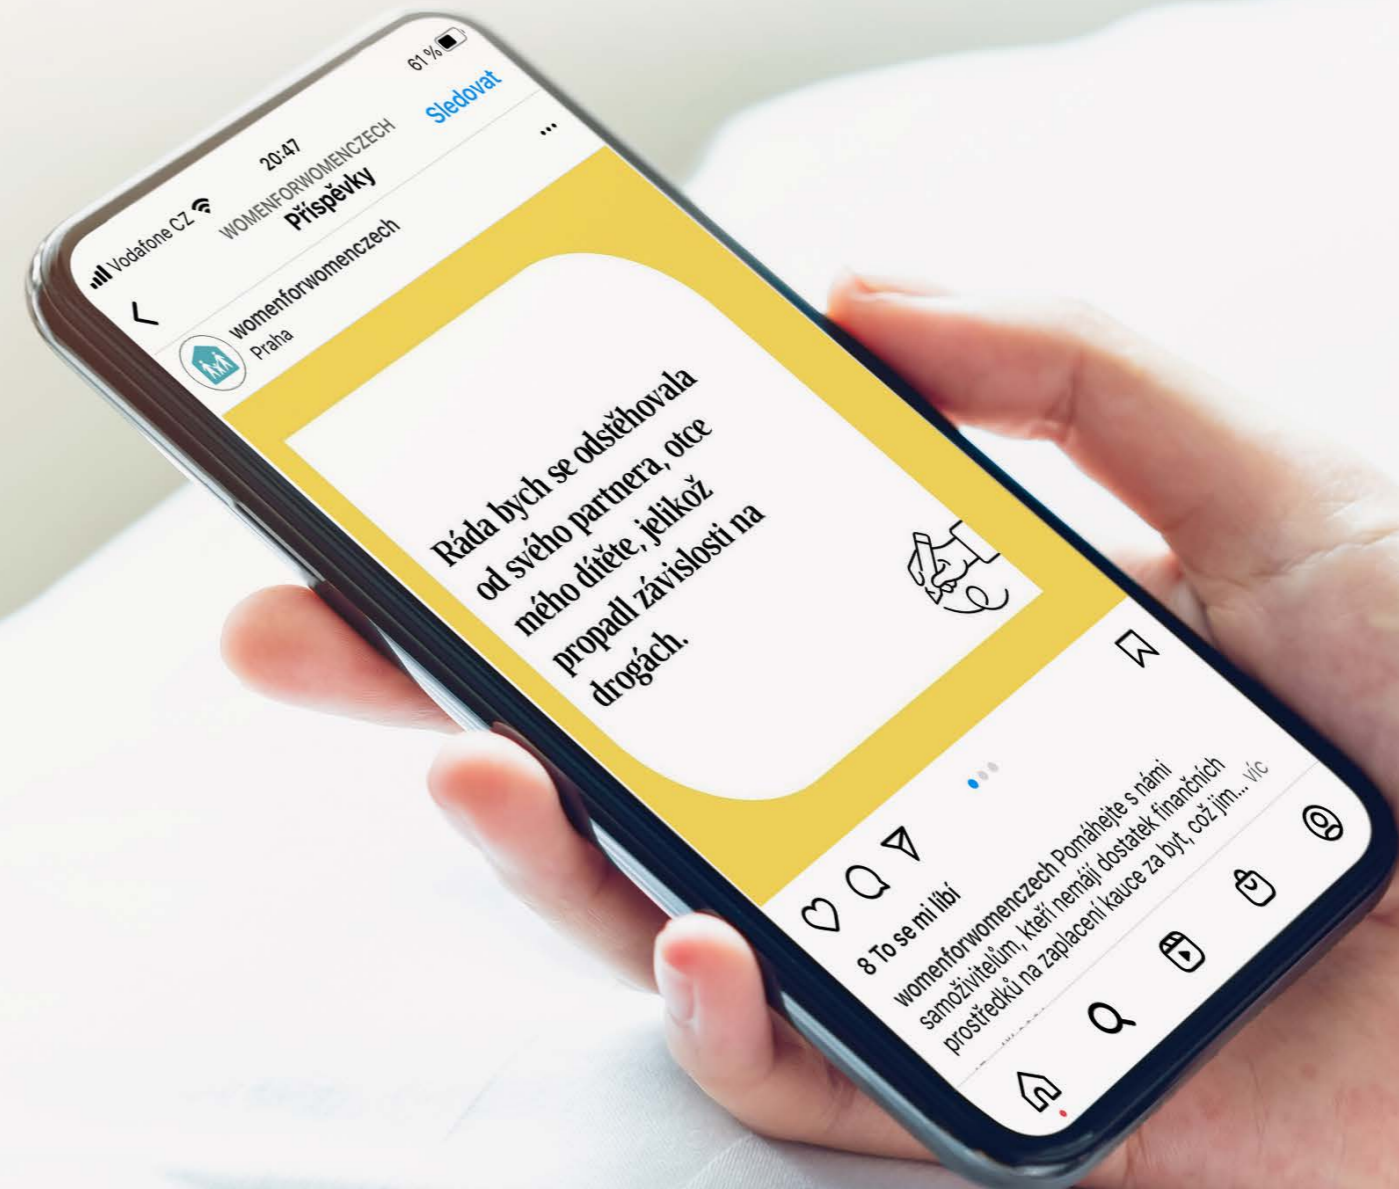 Vodafone CZ 20:47 61 %
WOMENFORWOMENCZECH
Příspěvky
Sledovat
womenforwomenczech
Praha
Ráda bych se odstěhovala
od svého partnera, otce
mého dítěte, jelikož
propadl závislosti na
drogách.
8 To se mi líbí
womenforwomenczech Pomáhejte s námi
samoživitelům, kteří nemájí dostatek finančních
prostředků na zaplacení kauce za byt, což jim... víc